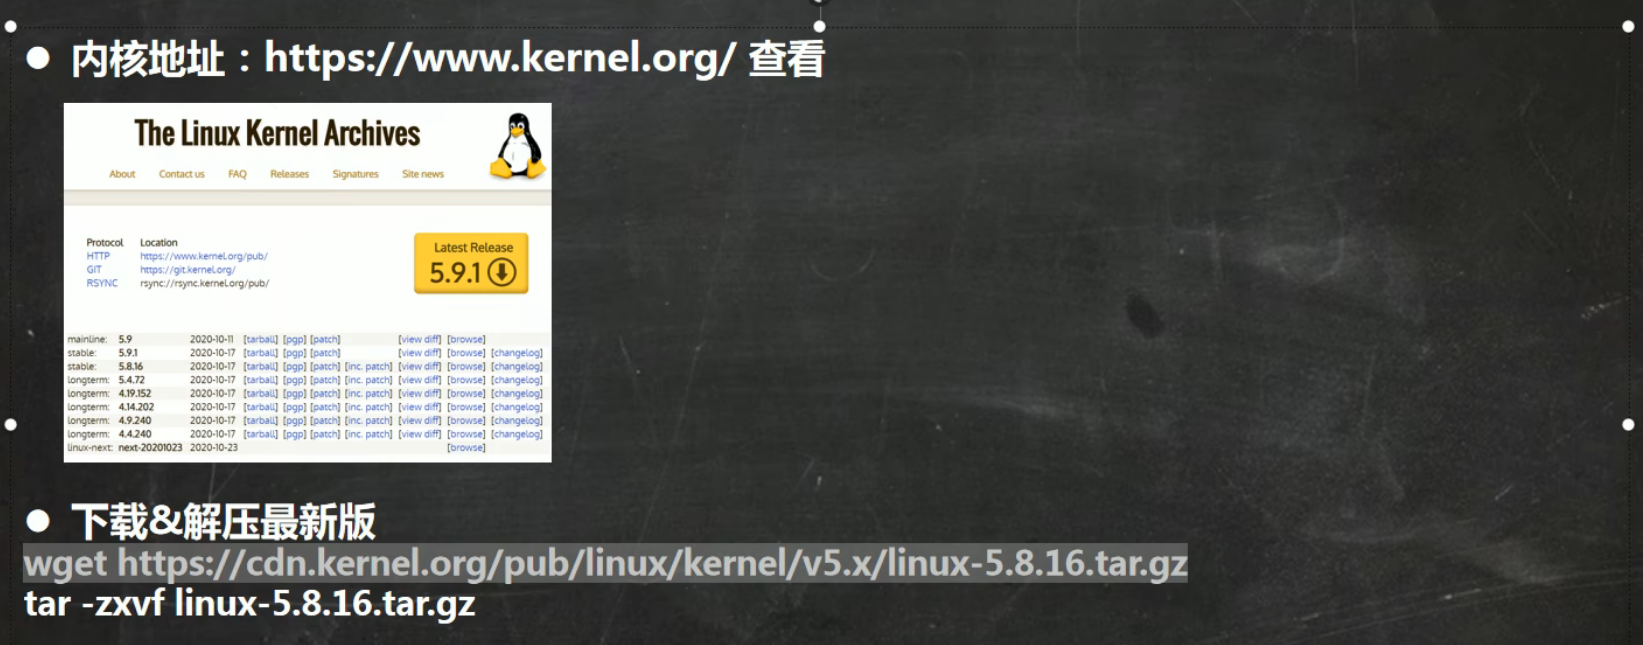 ● 内核地址：https://www.kernel.org/ 查看
The Linux Kernel Archives
About Contact us FAQ Releases Signatures Site news
Protocol Location
HTTP https://www.kernel.org/pub/
GIT https://git.kernel.org/
RSYNC rsync://rsync.kernel.org/pub/
Latest Release
5.9.1
mainline: 5.9 2020-10-11 [tarball] [pgp] [patch] [view diff] [browse]
stable: 5.9.1 2020-10-17 [tarball] [pgp] [patch] [view diff] [browse] [changelog]
stable: 5.8.16 2020-10-17 [tarball] [pgp] [patch] [inc. patch] [view diff] [browse] [changelog]
longterm: 5.4.72 2020-10-17 [tarball] [pgp] [patch] [inc. patch] [view diff] [browse] [changelog]
longterm: 4.19.152 2020-10-17 [tarball] [pgp] [patch] [inc. patch] [view diff] [browse] [changelog]
longterm: 4.14.202 2020-10-17 [tarball] [pgp] [patch] [inc. patch] [view diff] [browse] [changelog]
longterm: 4.9.240 2020-10-17 [tarball] [pgp] [patch] [inc. patch] [view diff] [browse] [changelog]
longterm: 4.4.240 2020-10-17 [tarball] [pgp] [patch] [inc. patch] [view diff] [browse] [changelog]
linux-next: next-20201023 2020-10-23 [browse]
● 下载&解压最新版
wget https://cdn.kernel.org/pub/linux/kernel/v5.x/linux-5.8.16.tar.gz
tar -zxvf linux-5.8.16.tar.gz